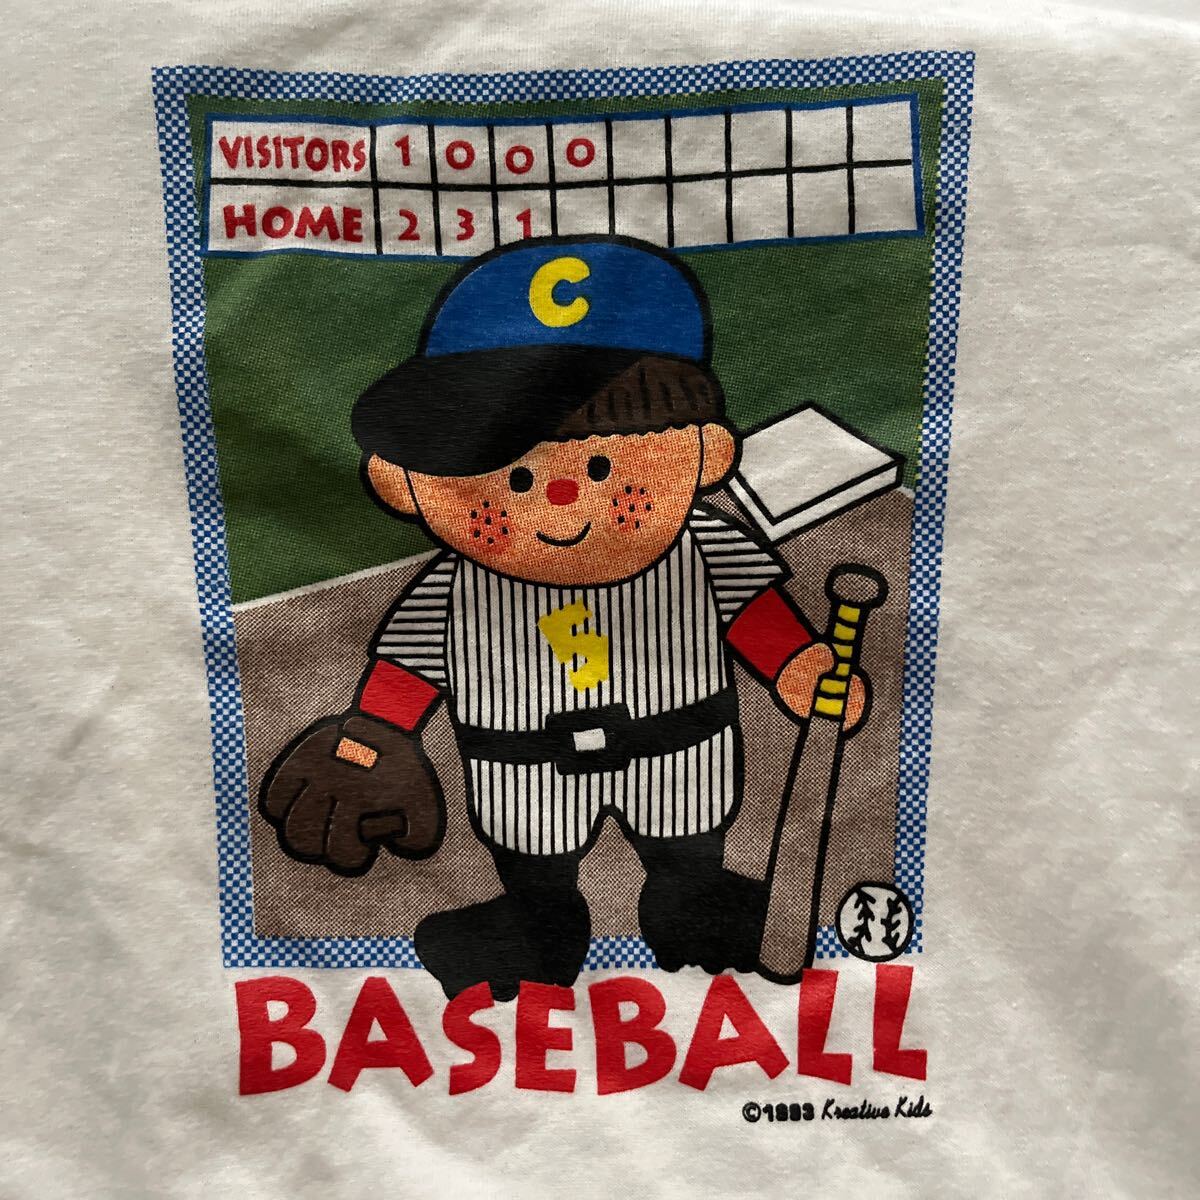 VISITORS 1 0 0 0
HOME 2 3 1
C
5
BASEBALL
©1993 Kreative Kids